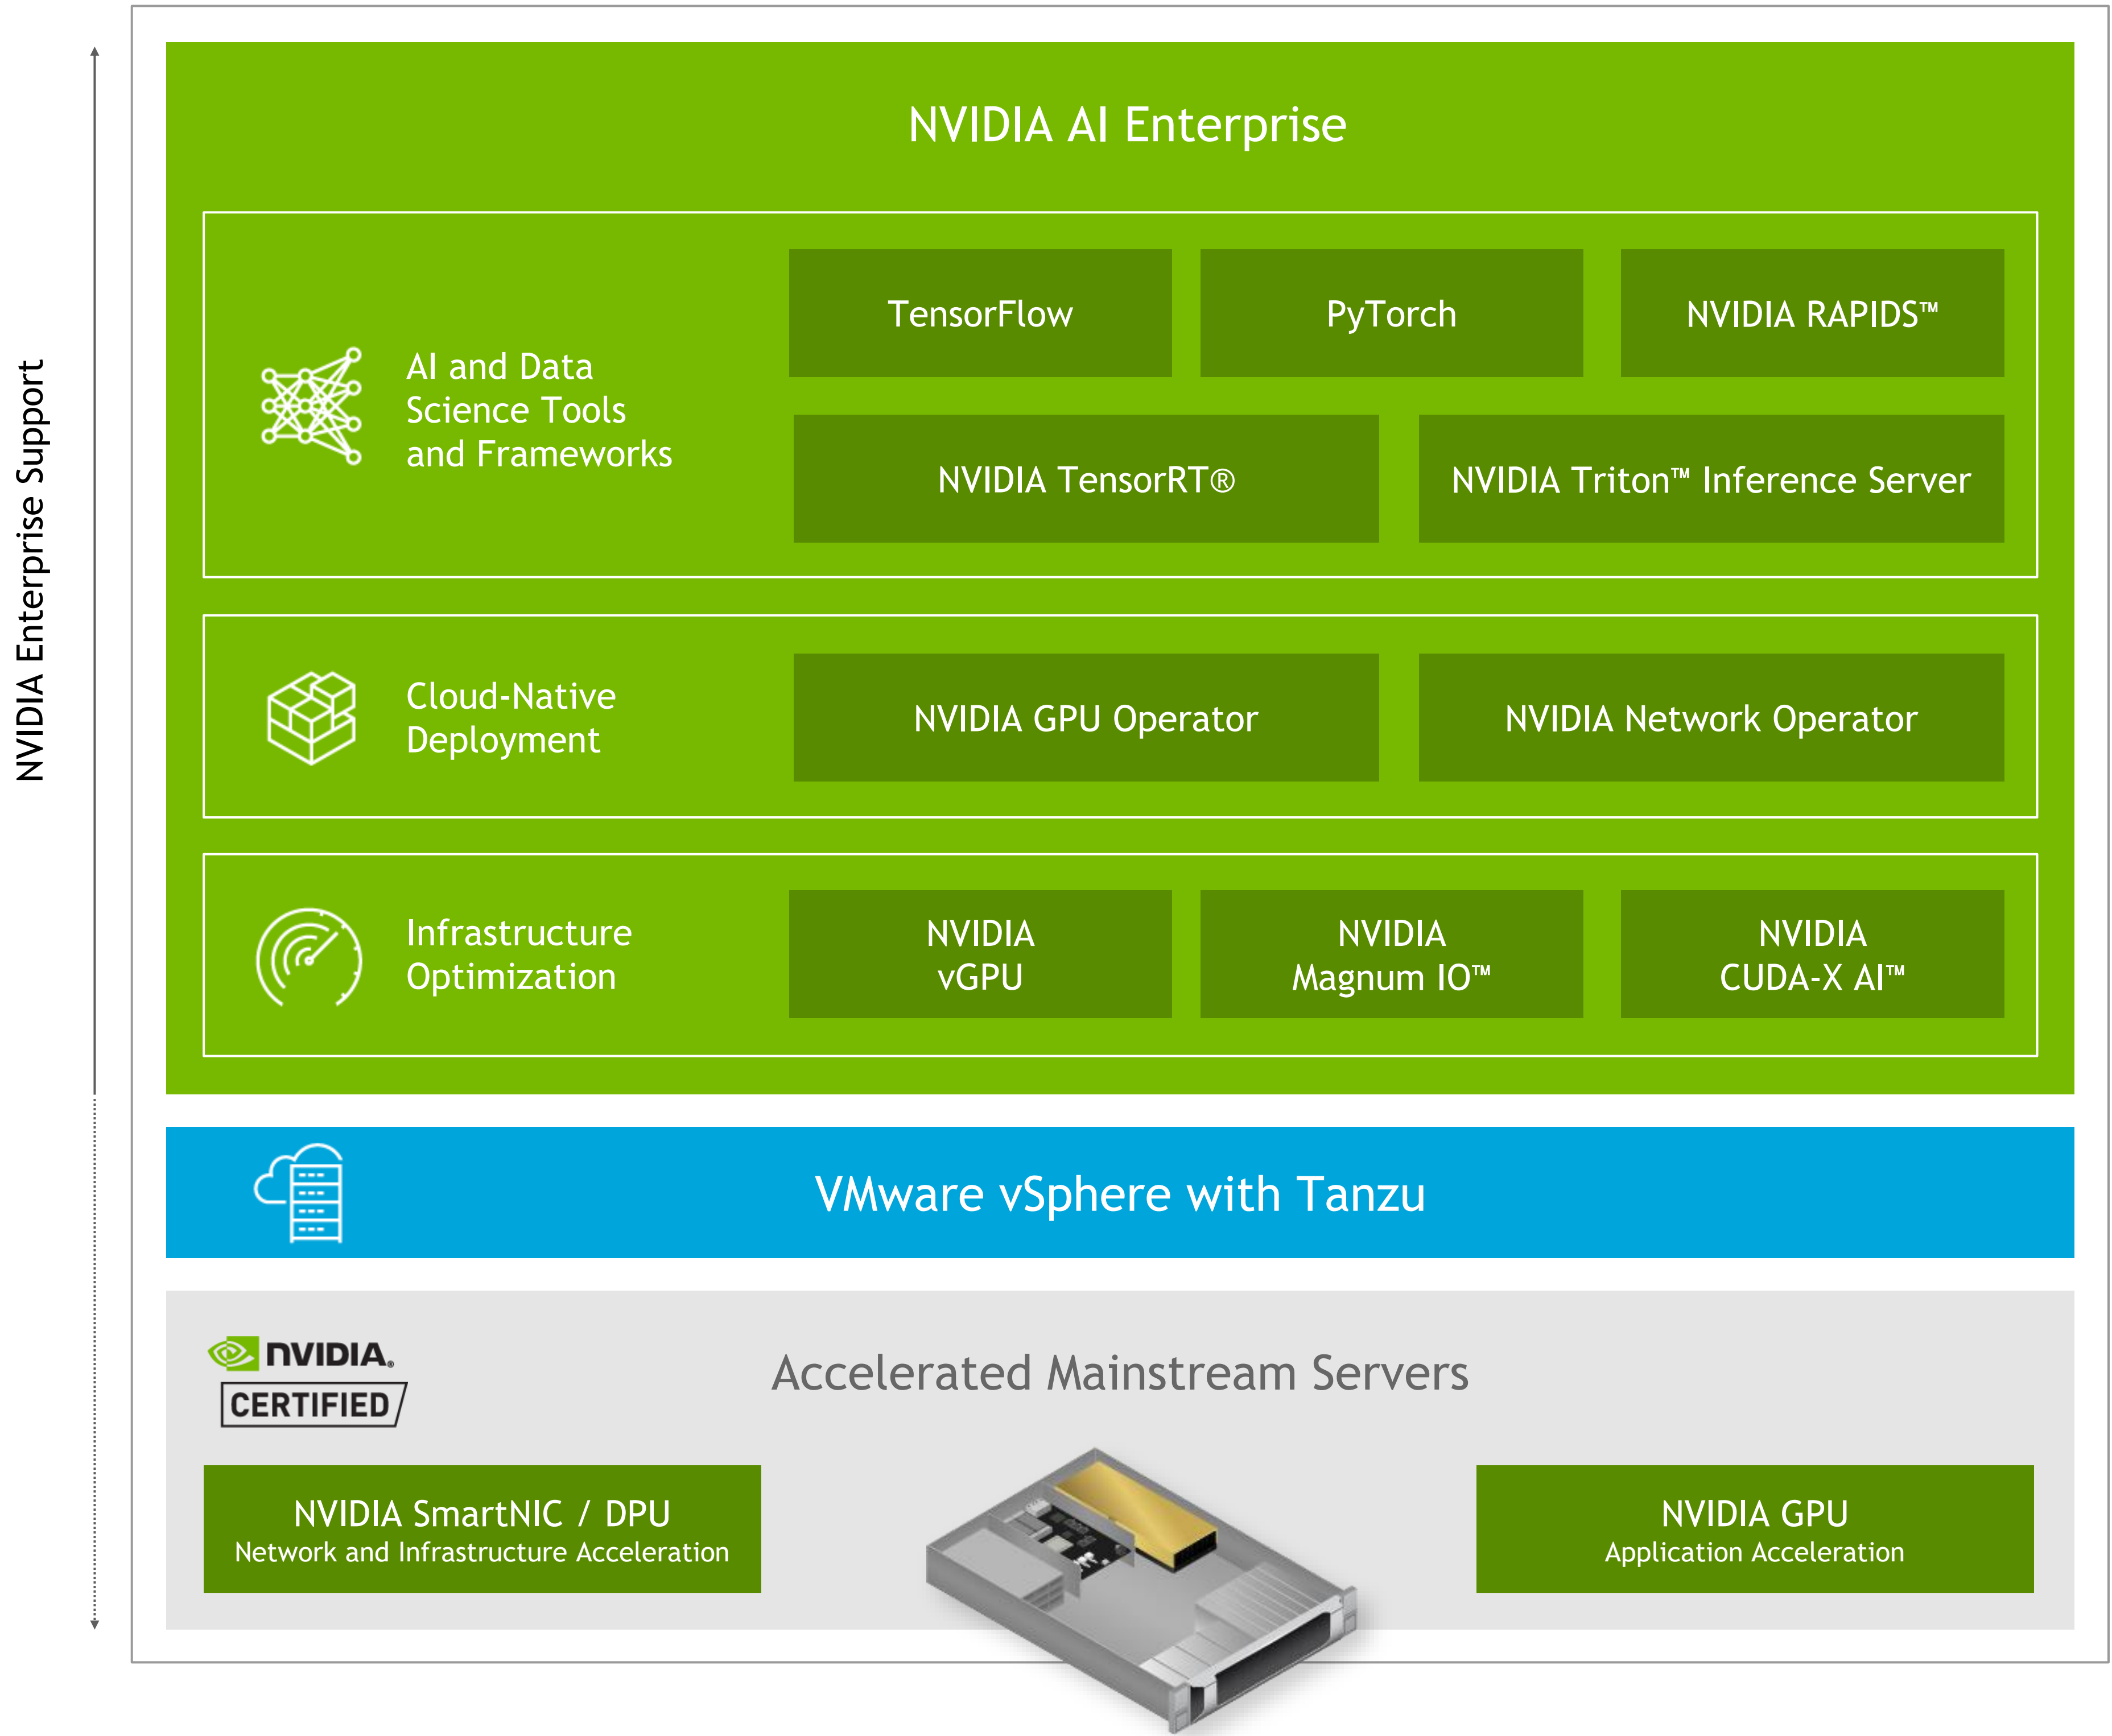 NVIDIA Enterprise Support
NVIDIA AI Enterprise
AI and Data
Science Tools
and Frameworks
TensorFlow
PyTorch
NVIDIA RAPIDS™
NVIDIA TensorRT®
NVIDIA Triton™ Inference Server
Cloud-Native
Deployment
NVIDIA GPU Operator
NVIDIA Network Operator
Infrastructure
Optimization
NVIDIA
vGPU
NVIDIA
Magnum IO™
NVIDIA
CUDA-X AI™
VMware vSphere with Tanzu
NVIDIA®
CERTIFIED
Accelerated Mainstream Servers
NVIDIA SmartNIC / DPU
Network and Infrastructure Acceleration
NVIDIA GPU
Application Acceleration